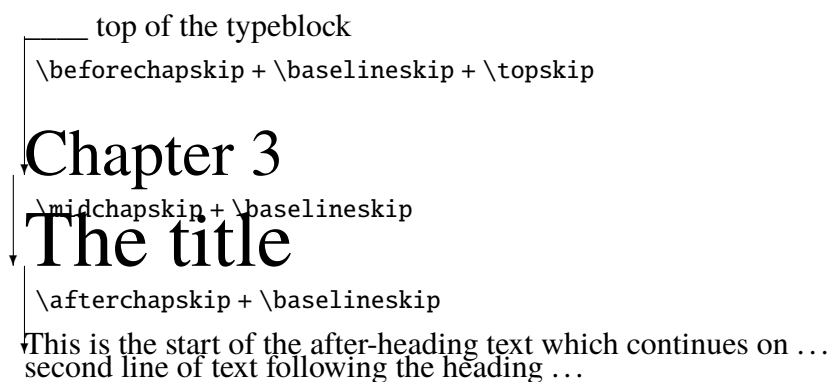 ____ top of the typeblock
\beforechapskip + \baselineskip + \topskip
Chapter 3
\midchapskip + \baselineskip
The title
\afterchapskip + \baselineskip
This is the start of the after-heading text which continues on ...
second line of text following the heading ...